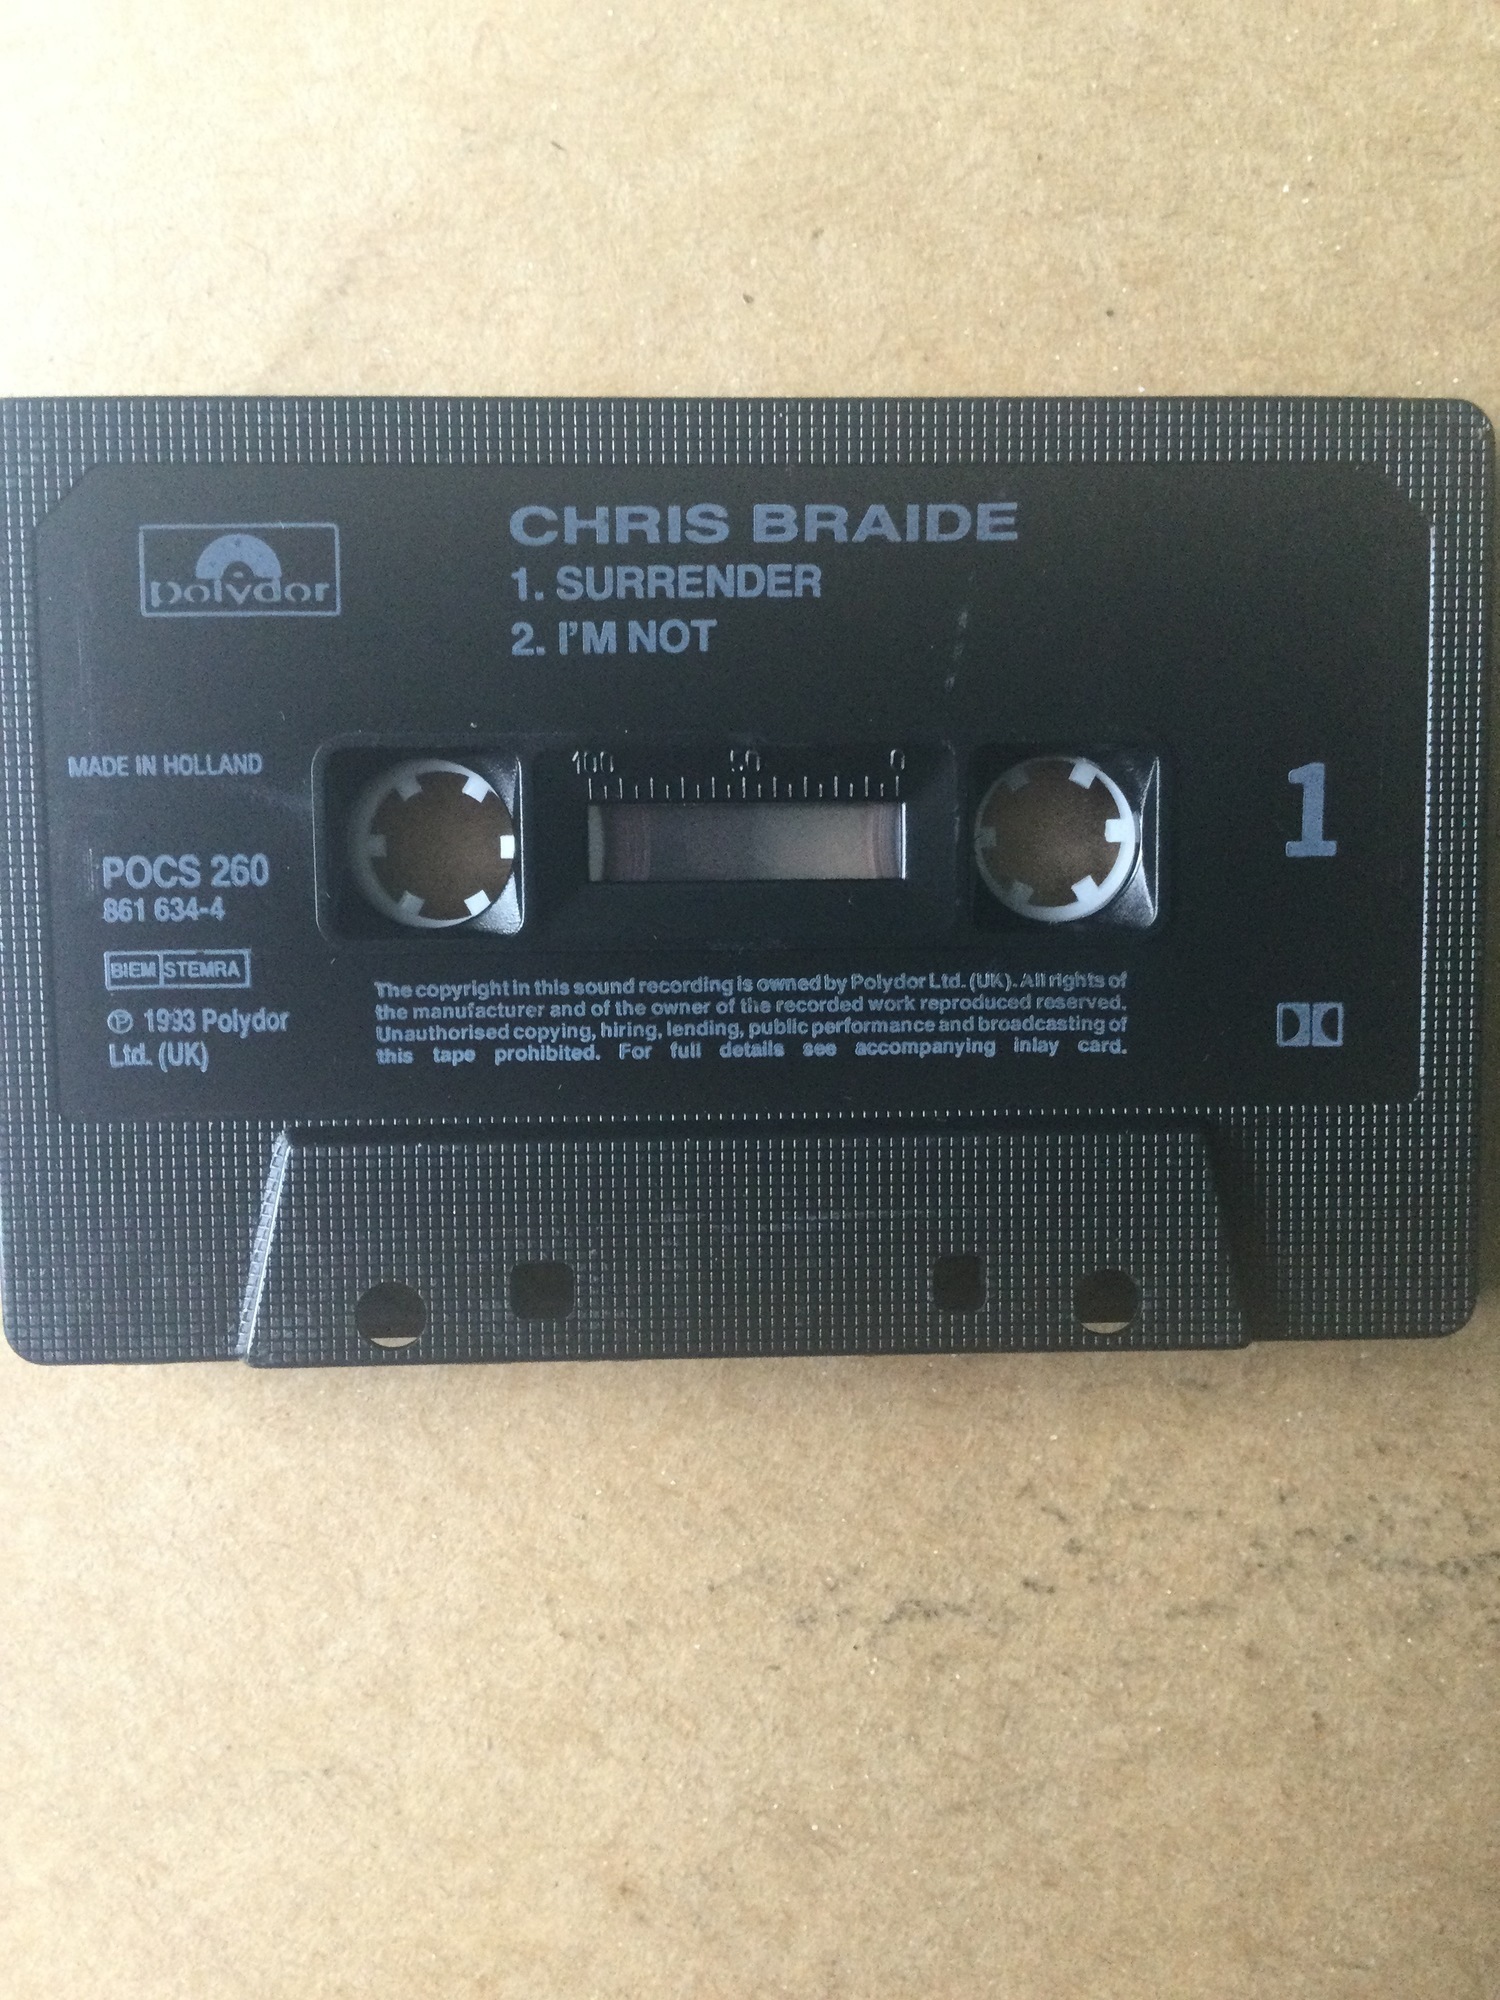 CHRIS BRAIDE
polydor
1. SURRENDER
2. I'M NOT
MADE IN HOLLAND
100 50 0
1
POCS 260
861 634-4
BIEM STEMRA
℗ 1993 Polydor
Ltd. (UK)
The copyright in this sound recording is owned by Polydor Ltd. (UK). All rights of
the manufacturer and of the owner of the recorded work reproduced reserved.
Unauthorised copying, hiring, lending, public performance and broadcasting of
this tape prohibited. For full details see accompanying inlay card.